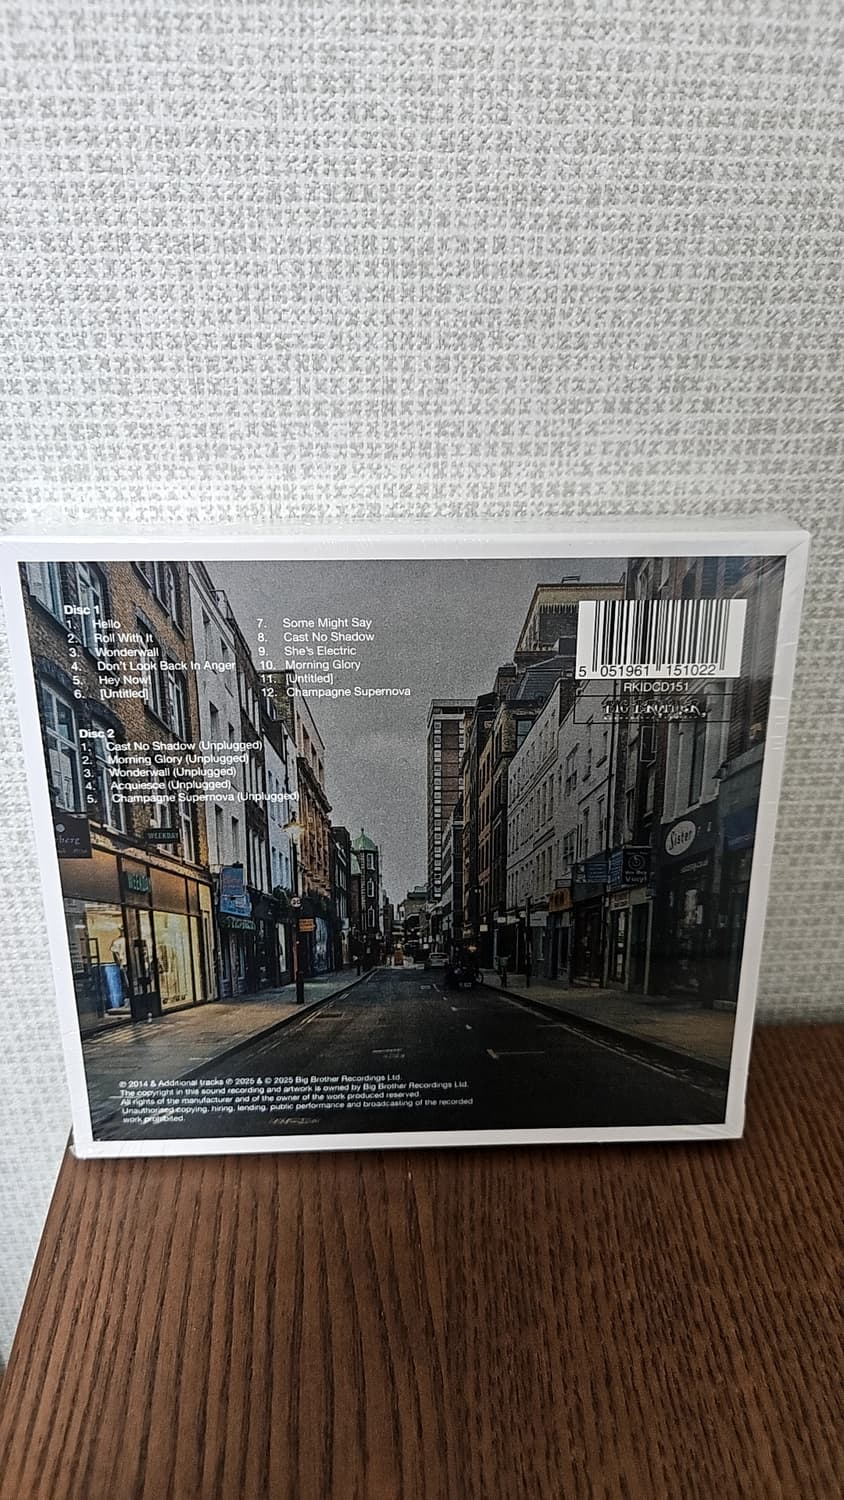 Disc 1
1. Hello
2. Roll With It
3. Wonderwall
4. Don't Look Back In Anger
5. Hey Now!
6. [Untitled]
7. Some Might Say
8. Cast No Shadow
9. She's Electric
10. Morning Glory
11. [Untitled]
12. Champagne Supernova
Disc 2
1. Cast No Shadow (Unplugged)
2. Morning Glory (Unplugged)
3. Wonderwall (Unplugged)
4. Acquiesce (Unplugged)
5. Champagne Supernova (Unplugged)
5 051961 151022
RKIDCD151
WEEKDAY
WEEKDAY
Sister
℗ 2014 & Additional tracks ℗ 2025 & © 2025 Big Brother Recordings Ltd.
The copyright in this sound recording and artwork is owned by Big Brother Recordings Ltd.
All rights of the manufacturer and of the owner of the work produced reserved.
Unauthorised copying, hiring, lending, public performance and broadcasting of the recorded
work prohibited.